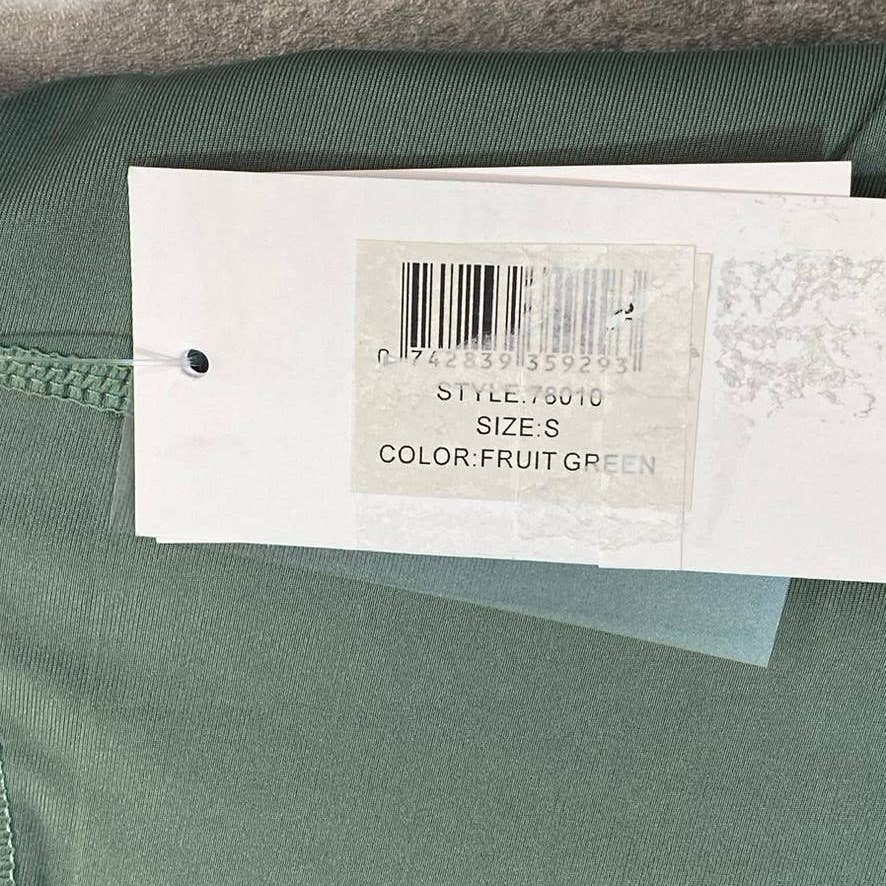 0 742839 359293
STYLE:78010
SIZE:S
COLOR:FRUIT GREEN